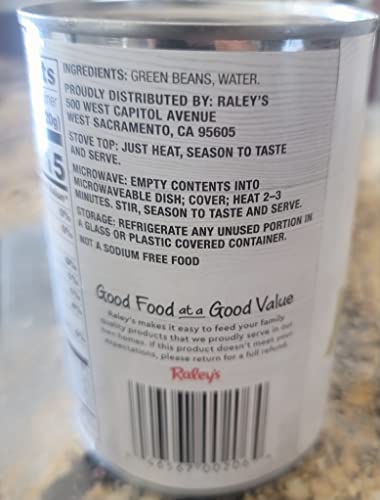 INGREDIENTS: GREEN BEANS, WATER.
PROUDLY DISTRIBUTED BY: RALEY'S
500 WEST CAPITOL AVENUE
WEST SACRAMENTO, CA 95605
STOVE TOP: JUST HEAT, SEASON TO TASTE
AND SERVE.
MICROWAVE: EMPTY CONTENTS INTO
MICROWAVEABLE DISH; COVER; HEAT 2–3
MINUTES. STIR, SEASON TO TASTE AND SERVE.
STORAGE: REFRIGERATE ANY UNUSED PORTION IN
A GLASS OR PLASTIC COVERED CONTAINER.
NOT A SODIUM FREE FOOD
Good Food at a Good Value
Raley's makes it easy to feed your family
quality products that we proudly serve in our
own homes. If this product doesn't meet your
expectations, please return for a full refund.
Raley's